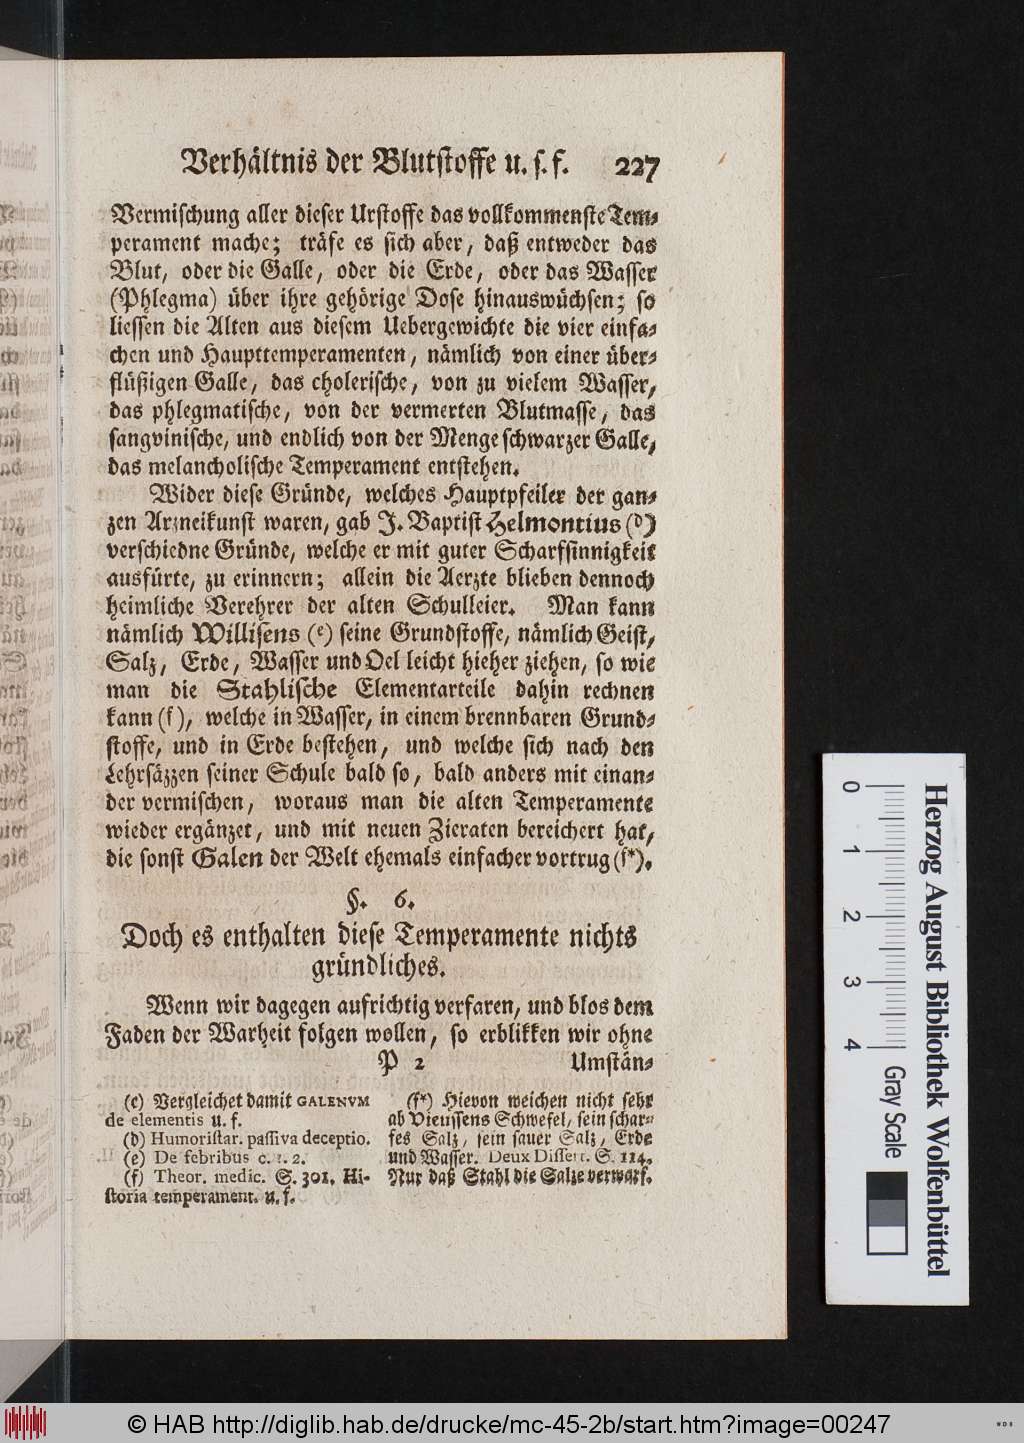 Verhältnis der Blutstoffe u. s. f. 227
Vermischung aller dieser Urstoffe das vollkommenste Tem-
perament mache; träfe es sich aber, daß entweder das
Blut, oder die Galle, oder die Erde, oder das Wasser
(Phlegma) über ihre gehörige Dose hinauswüchsen; so
liessen die Alten aus diesem Uebergewichte die vier einfa-
chen und Haupttemperamenten, nämlich von einer über-
flüßigen Galle, das cholerische, von zu vielem Wasser,
das phlegmatische, von der vermerten Blutmasse, das
sangvinische, und endlich von der Menge schwarzer Galle,
das melancholische Temperament entstehen.
Wider diese Gründe, welches Hauptpfeiler der gan-
zen Arzneikunst waren, gab J. Baptist Helmontius (d)
verschiedne Gründe, welche er mit guter Scharfsinnigkeit
ausfürte, zu erinnern; allein die Aerzte blieben dennoch
heimliche Verehrer der alten Schulleier. Man kann
nämlich Willisens (e) seine Grundstoffe, nämlich Geist,
Salz, Erde, Wasser und Oel leicht hieher ziehen, so wie
man die Stahlische Elementarteile dahin rechnen
kann (f), welche in Wasser, in einem brennbaren Grund-
stoffe, und in Erde bestehen, und welche sich nach den
Lehrsäzzen seiner Schule bald so, bald anders mit einan-
der vermischen, woraus man die alten Temperamente
wieder ergänzet, und mit neuen Zieraten bereichert hat,
die sonst Galen der Welt ehemals einfacher vortrug (f*).
§. 6.
Doch es enthalten diese Temperamente nichts
gründliches.
Wenn wir dagegen aufrichtig verfaren, und blos dem
Faden der Warheit folgen wollen, so erblikken wir ohne
P 2 Umstän-
(c) Vergleichet damit GALENVM
de elementis u. f.
(d) Humoristar. passiva deceptio.
(e) De febribus c. 1. 2.
(f) Theor. medic. S. 301. Hi-
storia temperament. u. f.
(f*) Hievon weichen nicht sehr
ab Vieussens Schwefel, sein schar-
fes Salz, sein sauer Salz, Erde
und Wasser. Deux Dissert. S. 114.
Nur daß Stahl die Salze verwarf.
0 1 2 3 4 Gray Scale
Herzog August Bibliothek Wolfenbüttel
© HAB http://diglib.hab.de/drucke/mc-45-2b/start.htm?image=00247